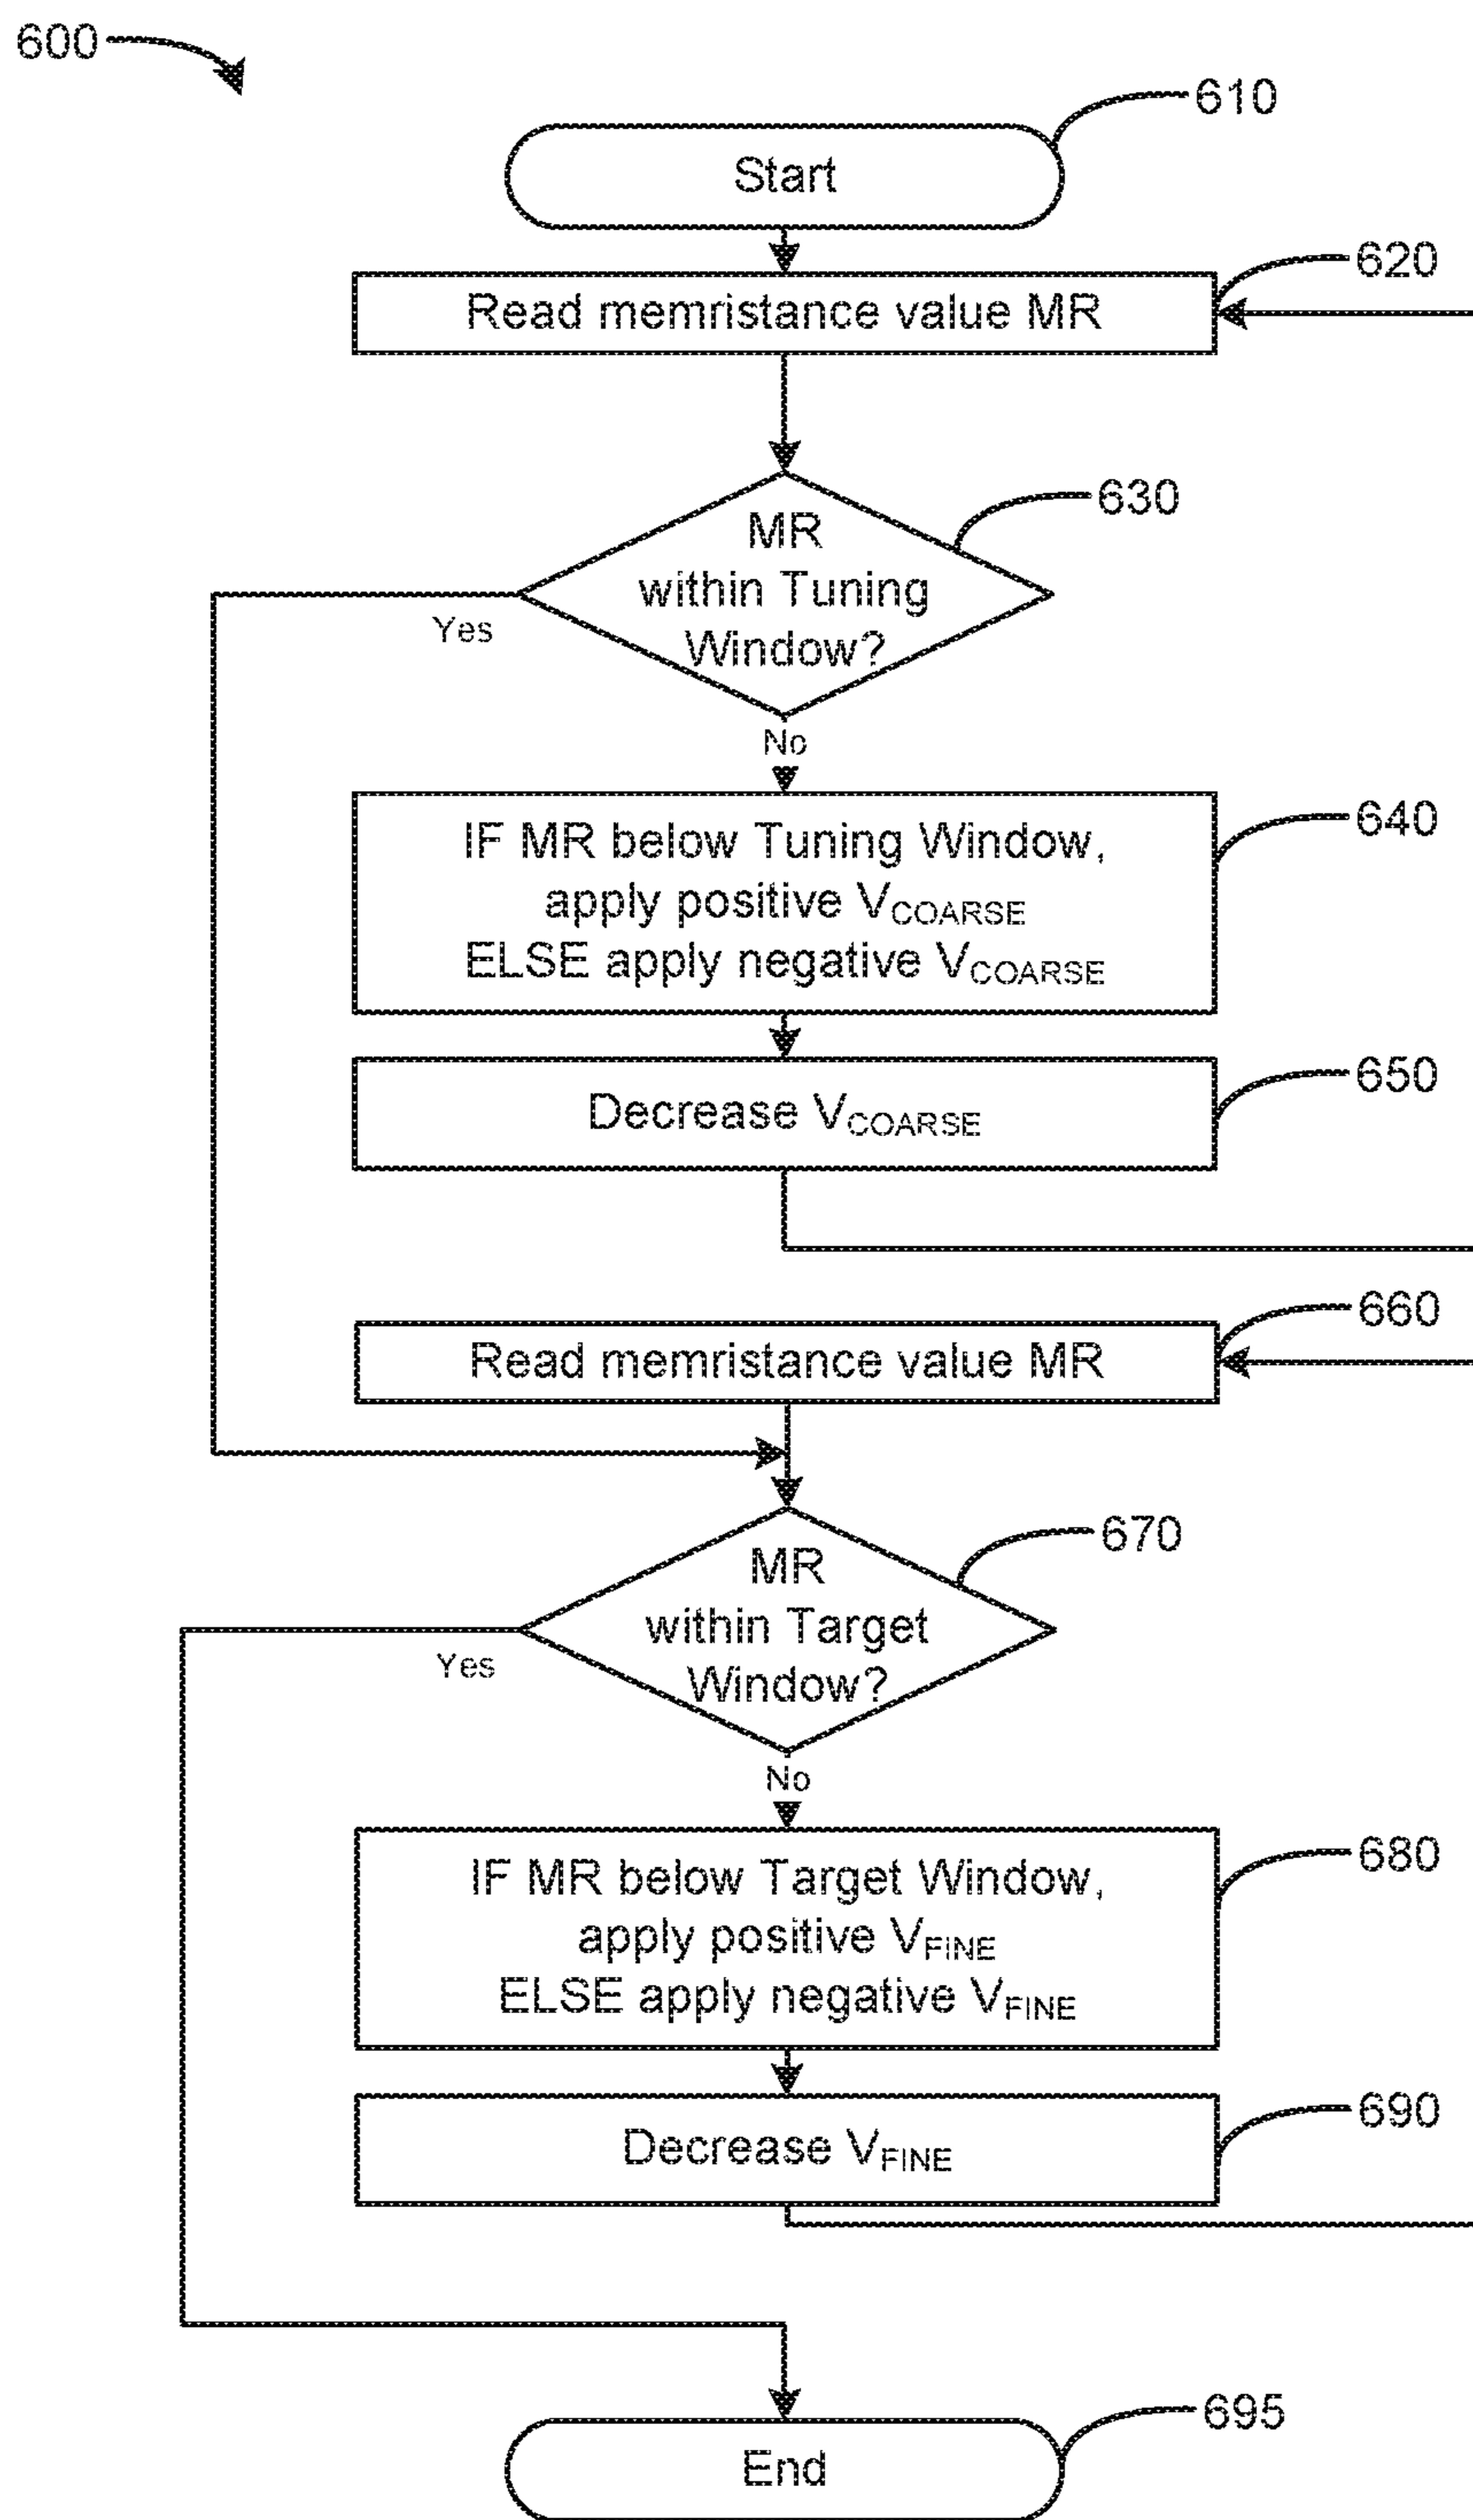 600
610
Start
620
Read memristance value MR
630
MR
within Tuning
Window?
Yes
No
640
IF MR below Tuning Window,
apply positive VCOARSE
ELSE apply negative VCOARSE
650
Decrease VCOARSE
660
Read memristance value MR
670
MR
within Target
Window?
Yes
No
680
IF MR below Target Window,
apply positive VFINE
ELSE apply negative VFINE
690
Decrease VFINE
695
End